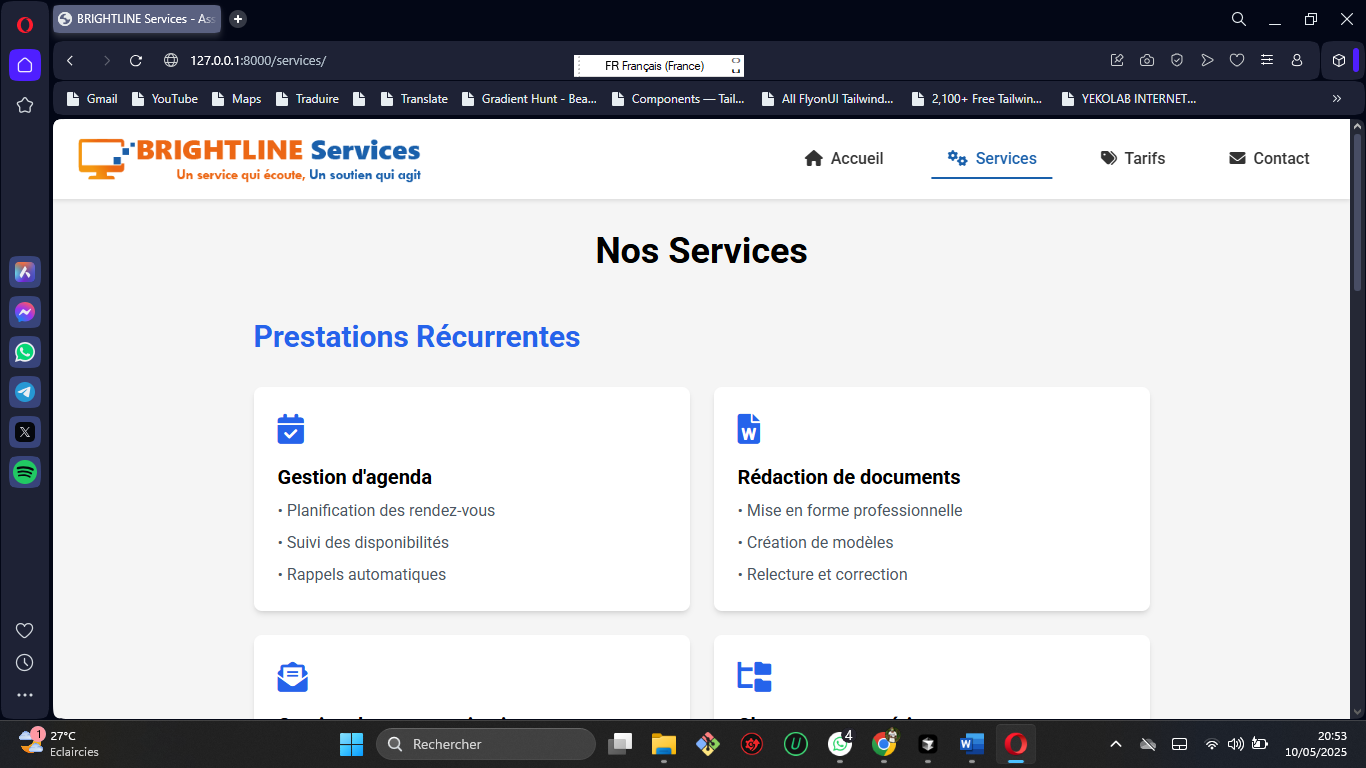 BRIGHTLINE Services - Ass
127.0.0.1:8000/services/
FR Français (France)
Gmail
YouTube
Maps
Traduire
Translate
Gradient Hunt - Bea...
Components — Tail...
All FlyonUI Tailwind...
2,100+ Free Tailwin...
YEKOLAB INTERNET...
BRIGHTLINE Services
Un service qui écoute, Un soutien qui agit
Accueil
Services
Tarifs
Contact
Nos Services
Prestations Récurrentes
Gestion d'agenda
• Planification des rendez-vous
• Suivi des disponibilités
• Rappels automatiques
W
Rédaction de documents
• Mise en forme professionnelle
• Création de modèles
• Relecture et correction
1
27°C
Eclaircies
Rechercher
4
20:53
10/05/2025